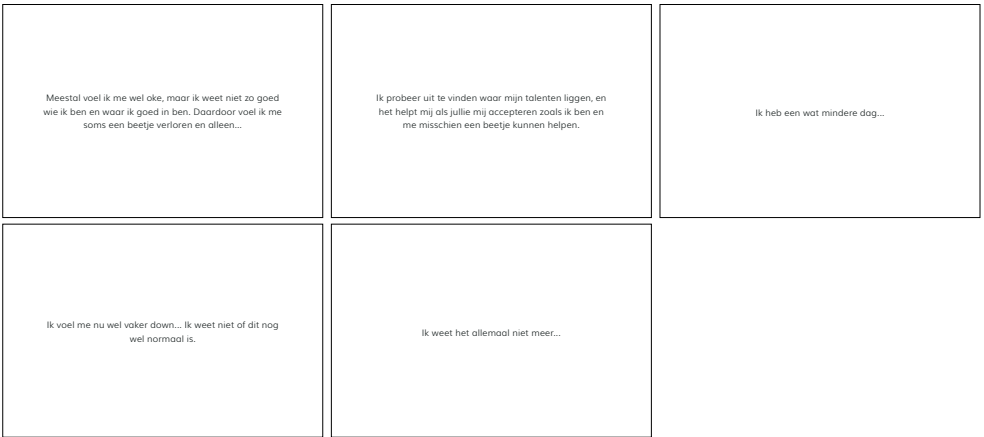 Meestal voel ik me wel oke, maar ik weet niet zo goed
wie ik ben en waar ik goed in ben. Daardoor voel ik me
soms een beetje verloren en alleen...
Ik probeer uit te vinden waar mijn talenten liggen, en
het helpt mij als jullie mij accepteren zoals ik ben en
me misschien een beetje kunnen helpen.
Ik heb een wat mindere dag...
Ik voel me nu wel vaker down... Ik weet niet of dit nog
wel normaal is.
Ik weet het allemaal niet meer...